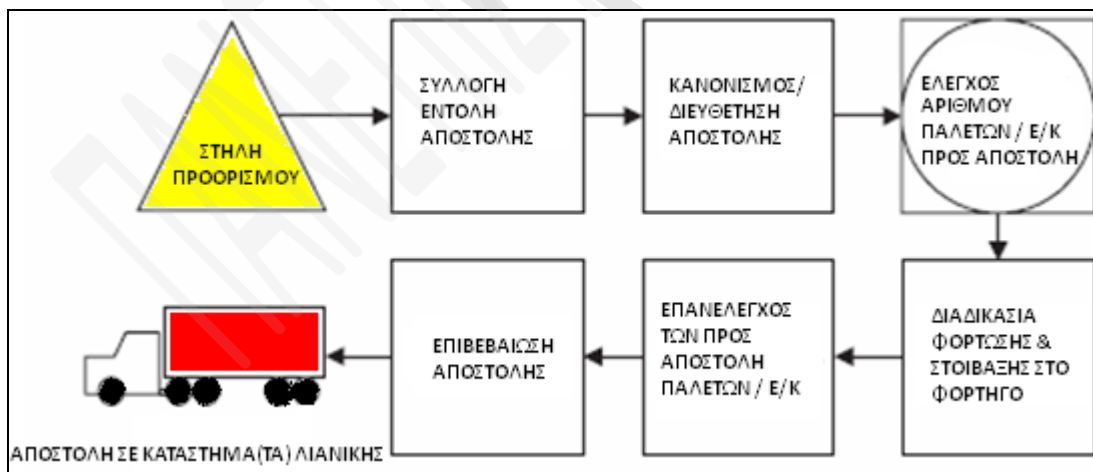 ΣΤΗΛΗ
ΠΡΟΟΡΙΣΜΟΥ
ΣΥΛΛΟΓΗ
ΕΝΤΟΛΗ
ΑΠΟΣΤΟΛΗΣ
ΚΑΝΟΝΙΣΜΟΣ/
ΔΙΕΥΘΕΤΗΣΗ
ΑΠΟΣΤΟΛΗΣ
ΕΛΕΓΧΟΣ
ΑΡΙΘΜΟΥ
ΠΑΛΕΤΩΝ / Ε/Κ
ΠΡΟΣ ΑΠΟΣΤΟΛΗ
ΔΙΑΔΙΚΑΣΙΑ
ΦΟΡΤΩΣΗΣ &
ΣΤΟΙΒΑΞΗΣ ΣΤΟ
ΦΟΡΤΗΓΟ
ΕΠΑΝΕΛΕΓΧΟΣ
ΤΩΝ ΠΡΟΣ
ΑΠΟΣΤΟΛΗ
ΠΑΛΕΤΩΝ / Ε/Κ
ΕΠΙΒΕΒΑΙΩΣΗ
ΑΠΟΣΤΟΛΗΣ
ΑΠΟΣΤΟΛΗ ΣΕ ΚΑΤΑΣΤΗΜΑ(ΤΑ) ΛΙΑΝΙΚΗΣ